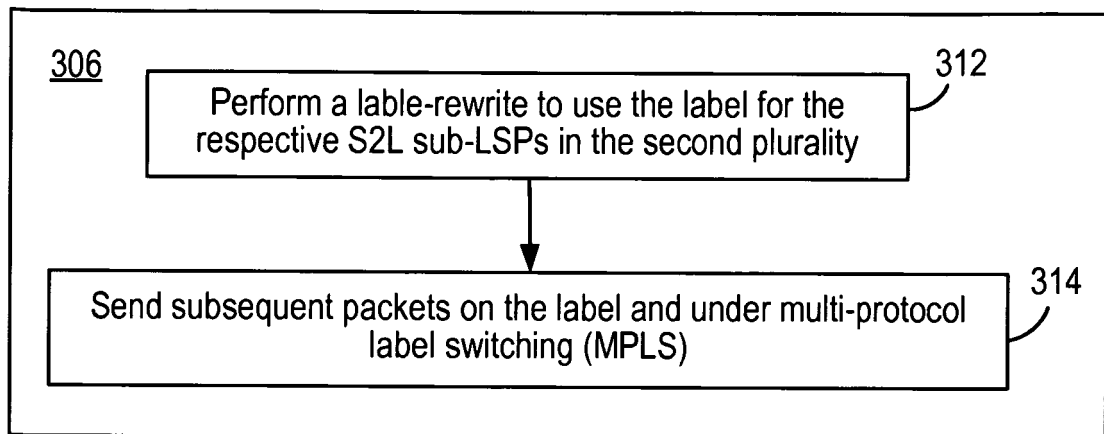 306
312
Perform a lable-rewrite to use the label for the
respective S2L sub-LSPs in the second plurality
314
Send subsequent packets on the label and under multi-protocol
label switching (MPLS)